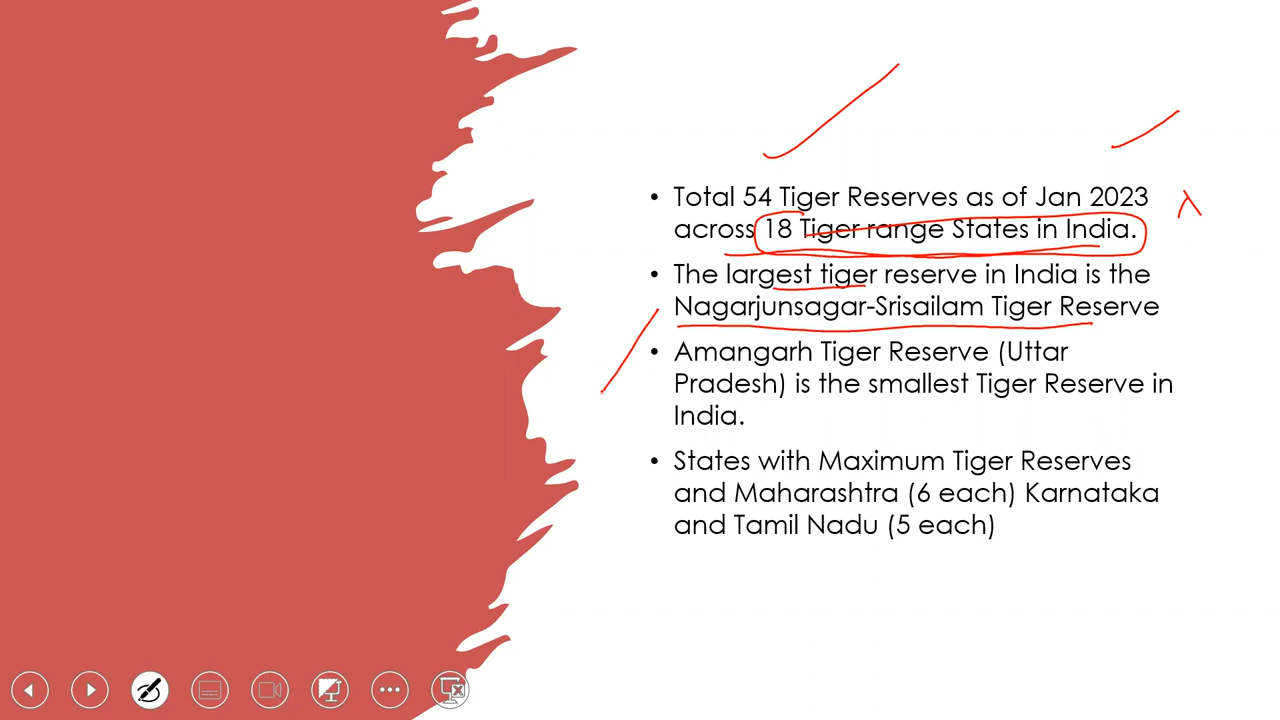 • Total 54 Tiger Reserves as of Jan 2023
across 18 Tiger range States in India.
• The largest tiger reserve in India is the
Nagarjunsagar-Srisailam Tiger Reserve
• Amangarh Tiger Reserve (Uttar
Pradesh) is the smallest Tiger Reserve in
India.
• States with Maximum Tiger Reserves
and Maharashtra (6 each) Karnataka
and Tamil Nadu (5 each)